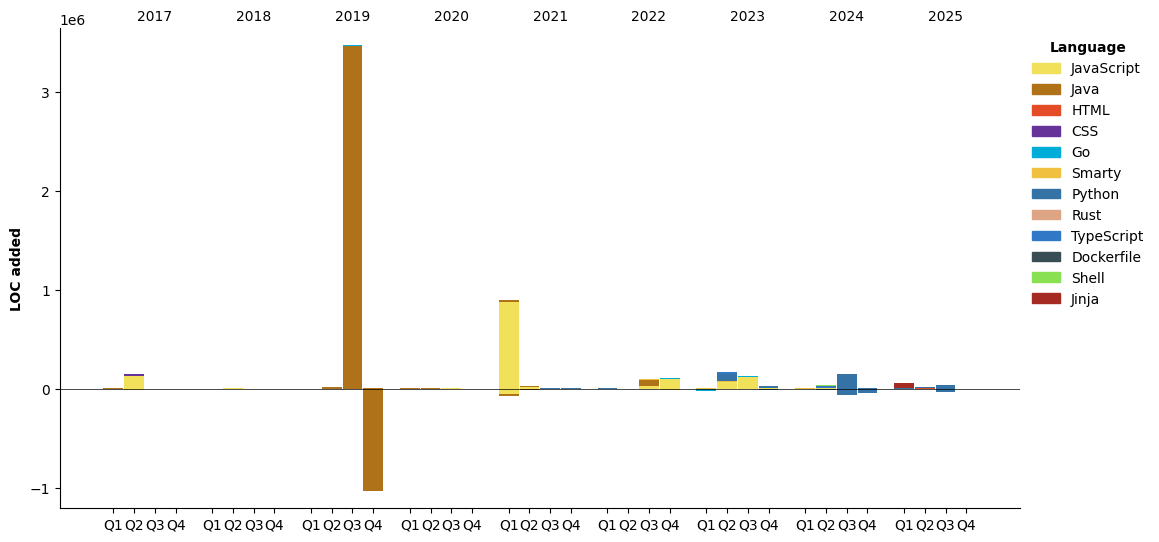 2017 2018 2019 2020 2021 2022 2023 2024 2025
1e6
3
2
1
0
−1
LOC added
Q1 Q2 Q3 Q4 Q1 Q2 Q3 Q4 Q1 Q2 Q3 Q4 Q1 Q2 Q3 Q4 Q1 Q2 Q3 Q4 Q1 Q2 Q3 Q4 Q1 Q2 Q3 Q4 Q1 Q2 Q3 Q4 Q1 Q2 Q3 Q4
Language
JavaScript
Java
HTML
CSS
Go
Smarty
Python
Rust
TypeScript
Dockerfile
Shell
Jinja